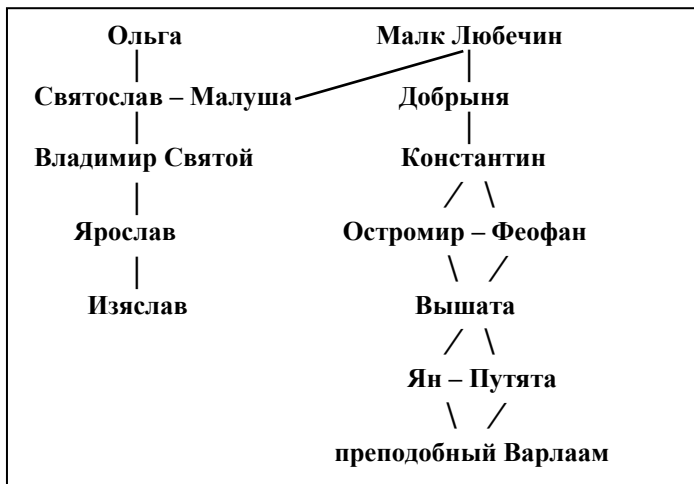 Ольга Малк Любечин
Святослав – Малуша Добрыня
Владимир Святой Константин
Ярослав Остромир – Феофан
Изяслав Вышата
Ян – Путята
преподобный Варлаам